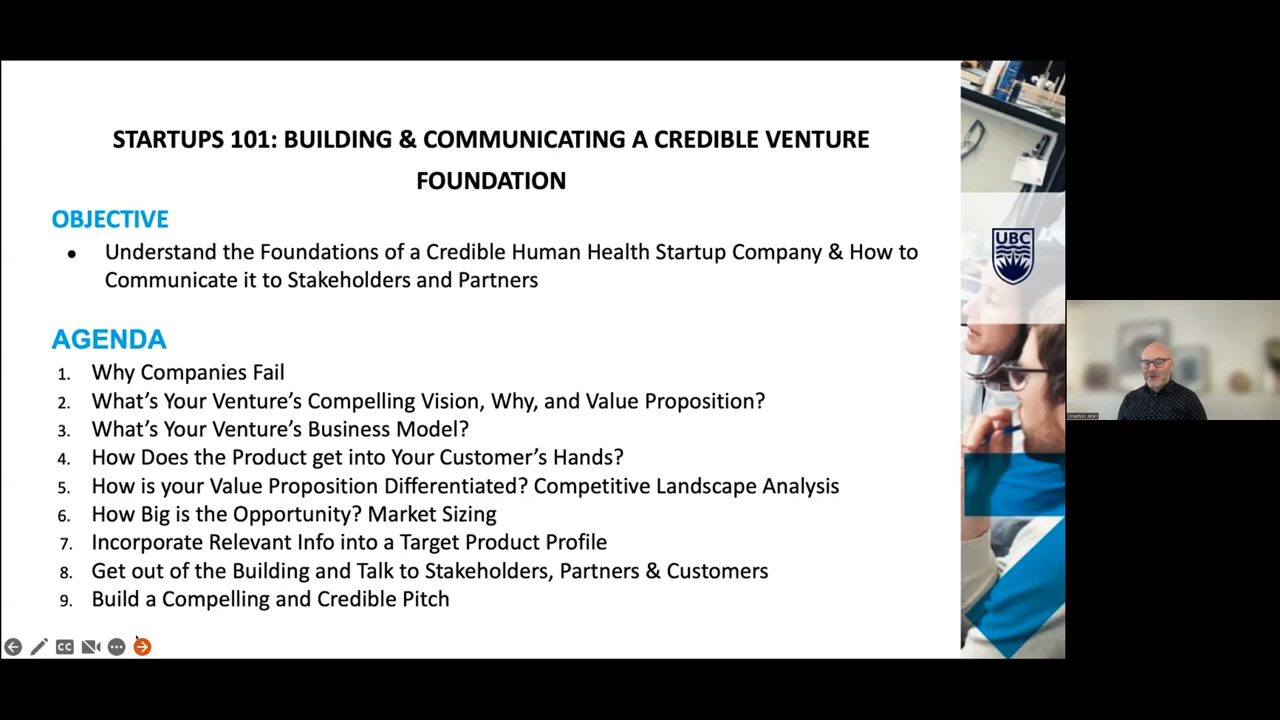 STARTUPS 101: BUILDING & COMMUNICATING A CREDIBLE VENTURE
FOUNDATION
OBJECTIVE
● Understand the Foundations of a Credible Human Health Startup Company & How to
Communicate it to Stakeholders and Partners
UBC
AGENDA
1. Why Companies Fail
2. What’s Your Venture’s Compelling Vision, Why, and Value Proposition?
3. What’s Your Venture’s Business Model?
4. How Does the Product get into Your Customer’s Hands?
5. How is your Value Proposition Differentiated? Competitive Landscape Analysis
6. How Big is the Opportunity? Market Sizing
7. Incorporate Relevant Info into a Target Product Profile
8. Get out of the Building and Talk to Stakeholders, Partners & Customers
9. Build a Compelling and Credible Pitch
CC